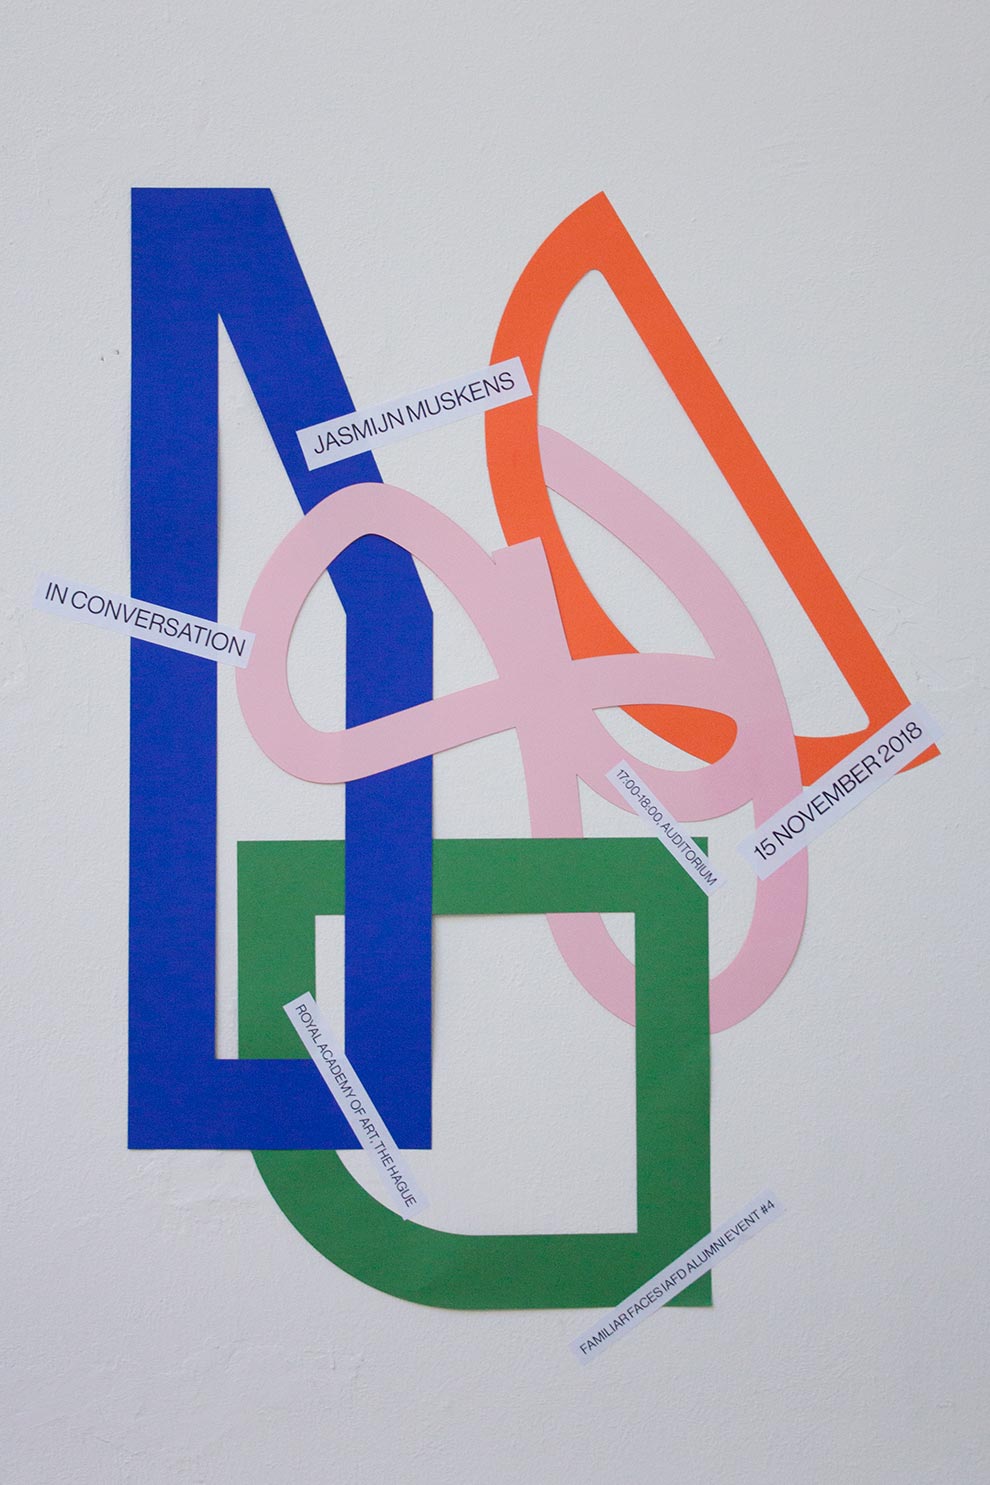 JASMIJN MUSKENS
IN CONVERSATION
15 NOVEMBER 2018
17:00-18:00, AUDITORIUM
ROYAL ACADEMY OF ART, THE HAGUE
FAMILIAR FACES IAFD ALUMNI EVENT #4